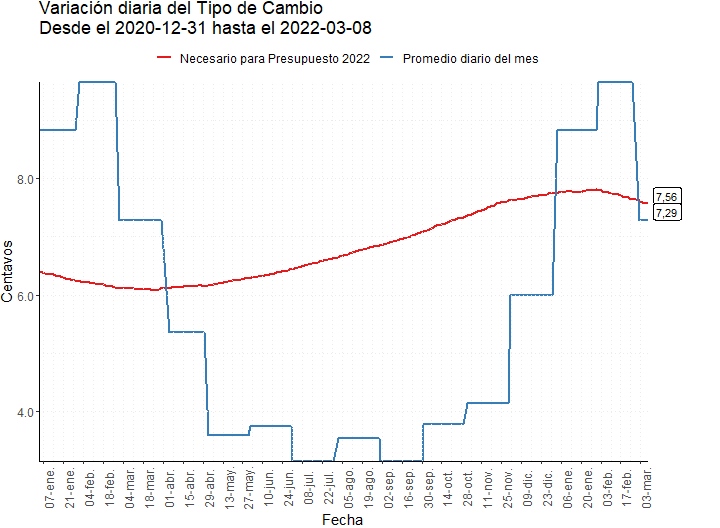 Variación diaria del Tipo de Cambio
Desde el 2020-12-31 hasta el 2022-03-08
Necesario para Presupuesto 2022
Promedio diario del mes
Centavos
8.0
6.0
4.0
7,56
7,29
07-ene.
21-ene.
04-feb.
18-feb.
04-mar.
18-mar.
01-abr.
15-abr.
29-abr.
13-may.
27-may.
10-jun.
24-jun.
08-jul.
22-jul.
05-ago.
19-ago.
02-sep.
16-sep.
30-sep.
14-oct.
28-oct.
11-nov.
25-nov.
09-dic.
23-dic.
06-ene.
20-ene.
03-feb.
17-feb.
03-mar.
Fecha